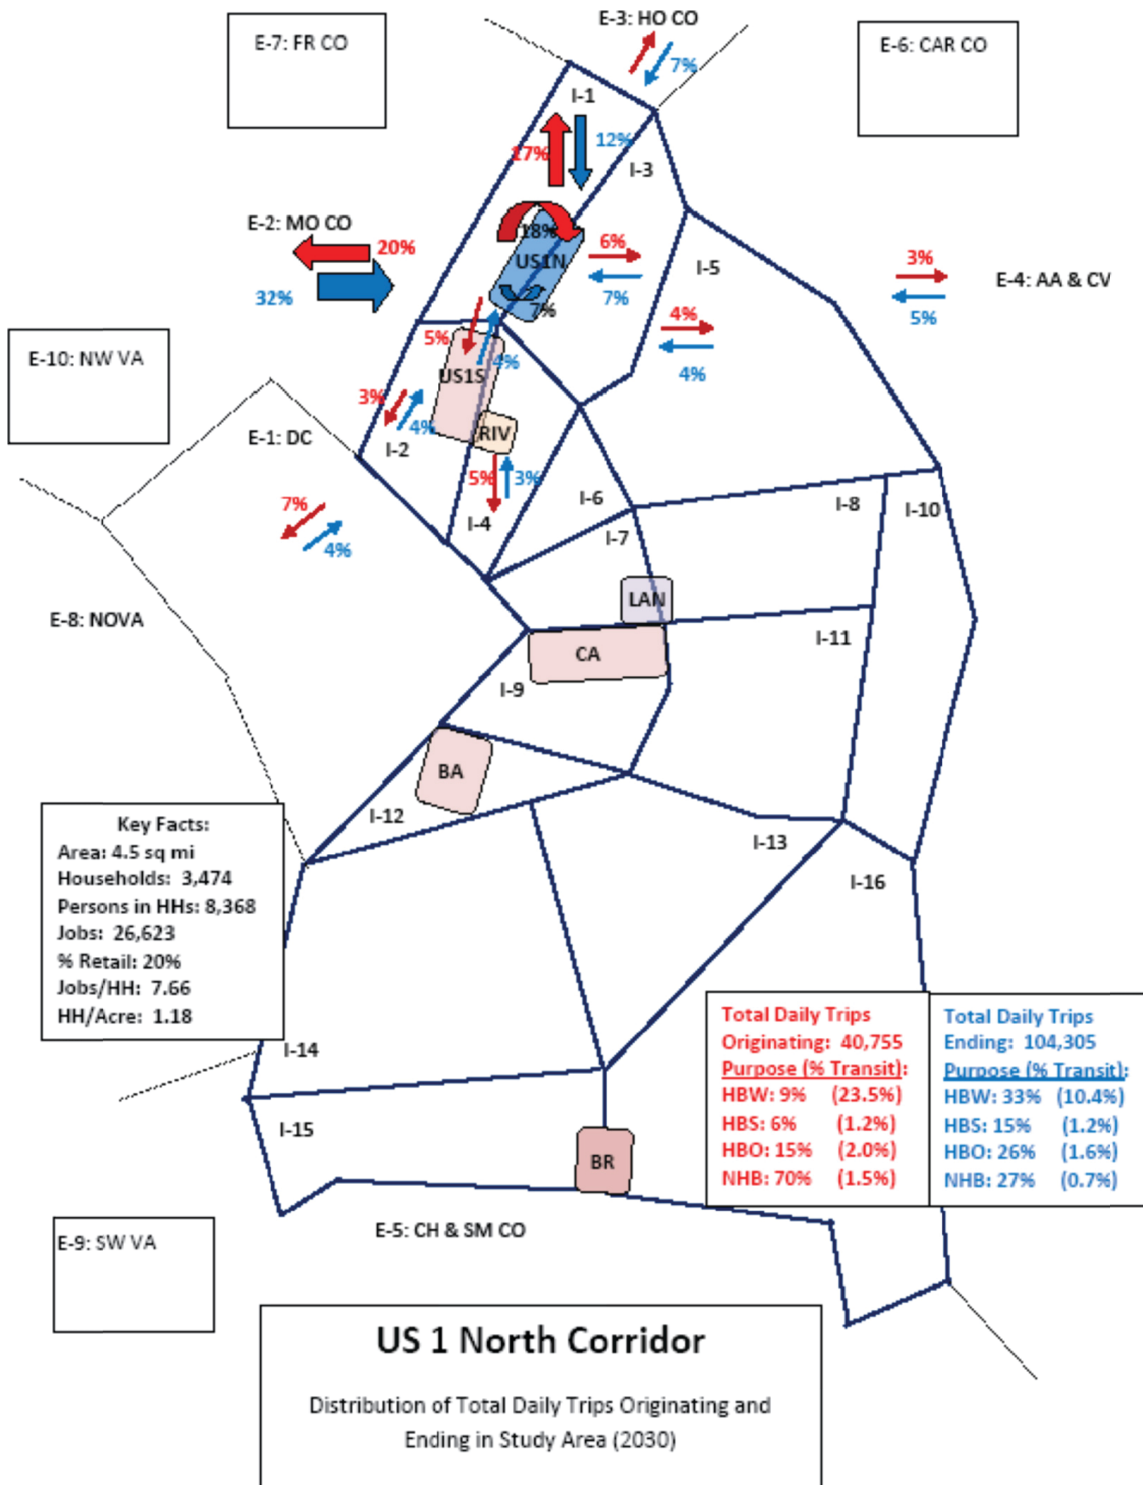 E-3: HO CO
E-7: FR CO
E-6: CAR CO
7%
I-1
17%
12%
I-3
E-2: MO CO
20%
18%
US1N
6%
7%
I-5
3%
5%
E-4: AA & CV
32%
7%
4%
4%
5%
4%
E-10: NW VA
US1S
3%
4%
RIV
E-1: DC
I-2
5%
3%
I-4
I-6
I-7
I-8
I-10
7%
4%
E-8: NOVA
LAN
CA
I-11
I-9
BA
I-12
I-13
I-16
Key Facts:
Area: 4.5 sq mi
Households: 3,474
Persons in HHs: 8,368
Jobs: 26,623
% Retail: 20%
Jobs/HH: 7.66
HH/Acre: 1.18
I-14
Total Daily Trips
Originating: 40,755
Purpose (% Transit):
HBW: 9% (23.5%)
HBS: 6% (1.2%)
HBO: 15% (2.0%)
NHB: 70% (1.5%)
Total Daily Trips
Ending: 104,305
Purpose (% Transit):
HBW: 33% (10.4%)
HBS: 15% (1.2%)
HBO: 26% (1.6%)
NHB: 27% (0.7%)
I-15
BR
E-5: CH & SM CO
E-9: SW VA
US 1 North Corridor
Distribution of Total Daily Trips Originating and
Ending in Study Area (2030)